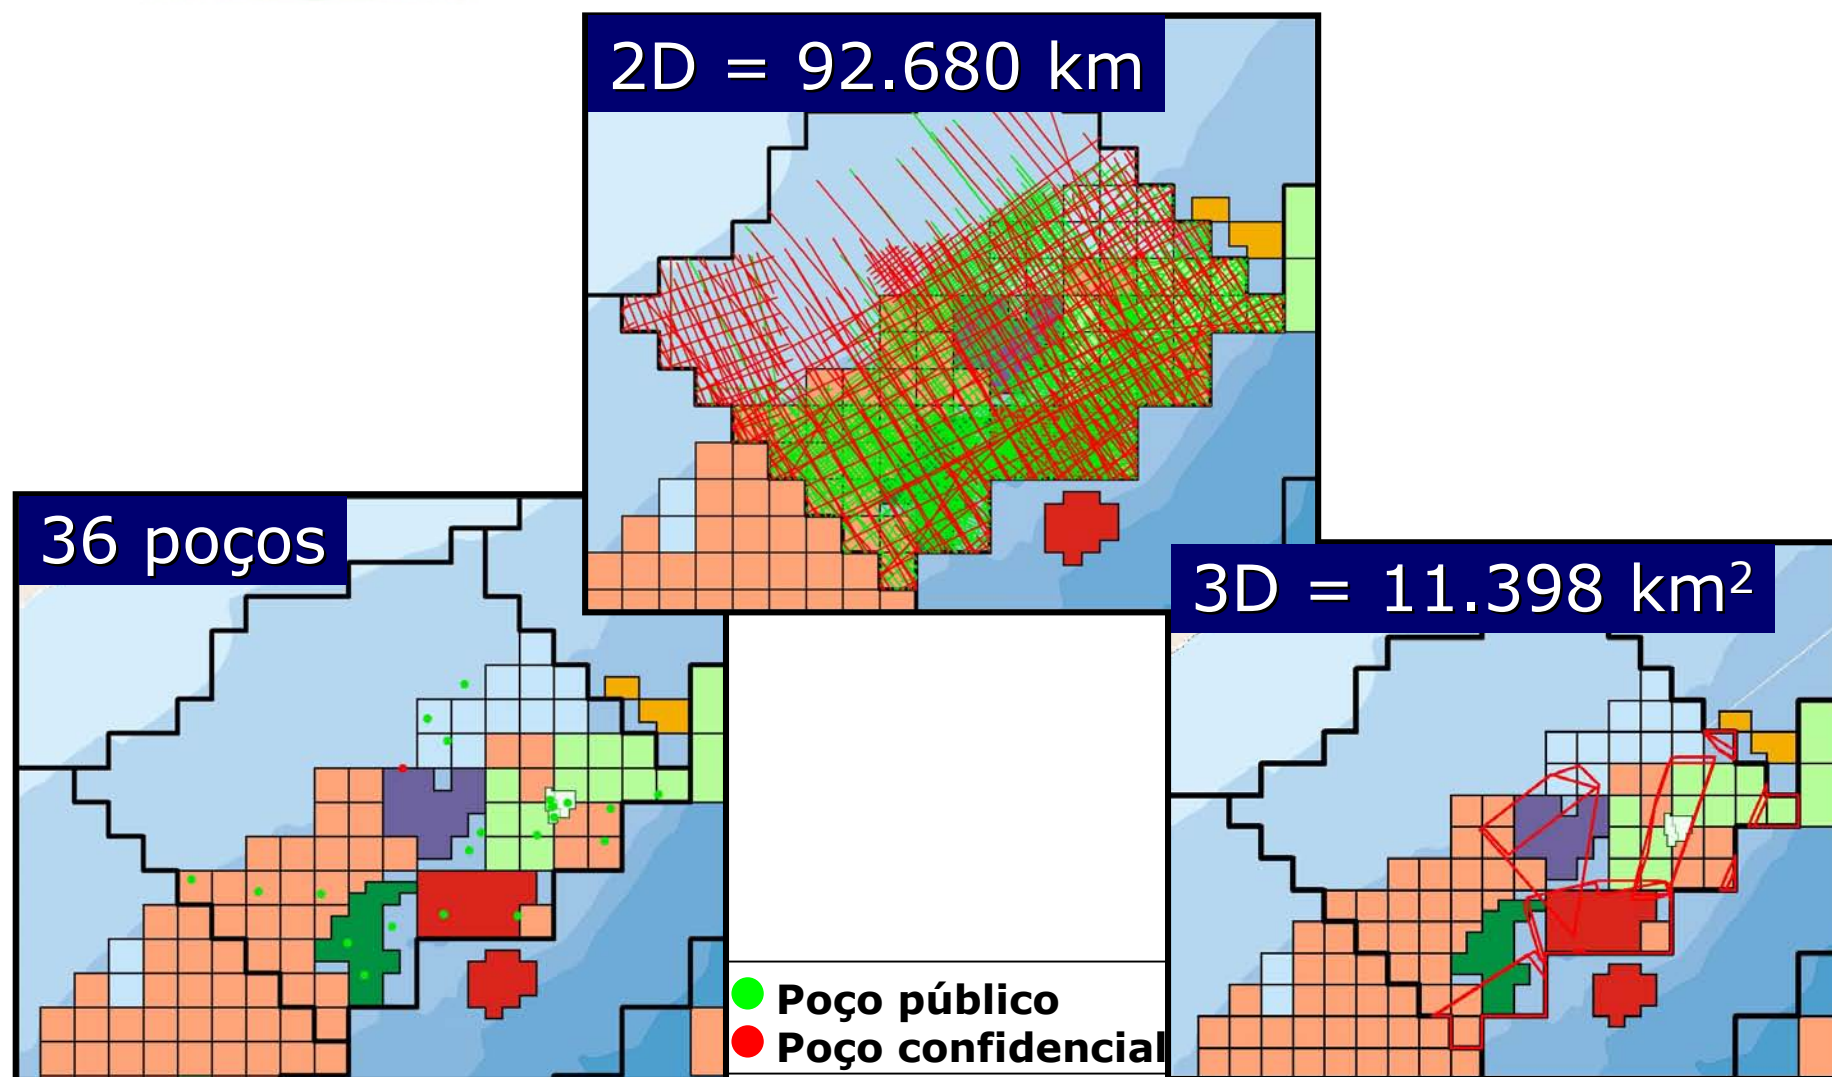 2D = 92.680 km
36 poços
3D = 11.398 km²
Poço público
Poço confidencial